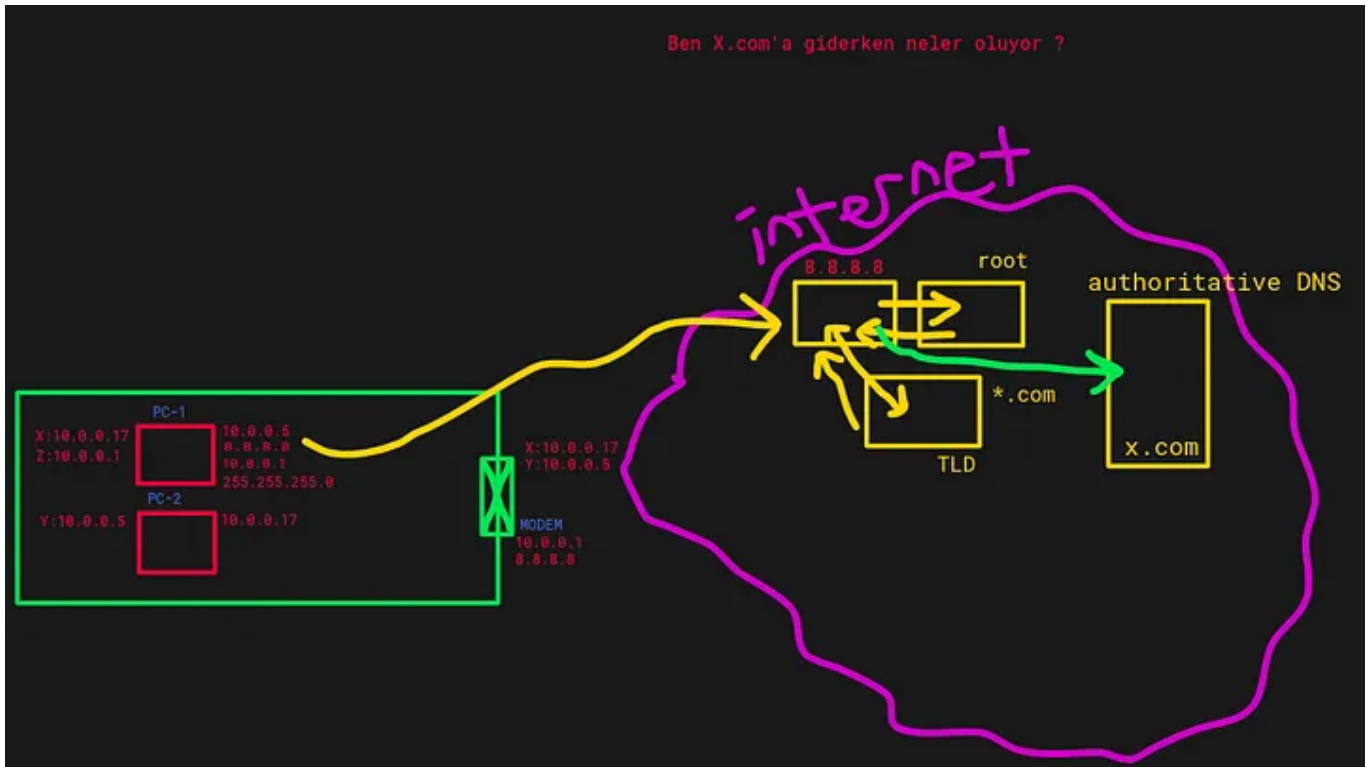 Ben X.com'a giderken neler oluyor ?
internet
8.8.8.8
root
authoritative DNS
*.com
TLD
x.com
PC-1
X:10.0.0.17
Z:10.0.0.1
10.0.0.5
8.8.8.8
10.0.0.1
255.255.255.0
PC-2
Y:10.0.0.5
10.0.0.17
X:10.0.0.17
Y:10.0.0.5
MODEM
10.0.0.1
8.8.8.8